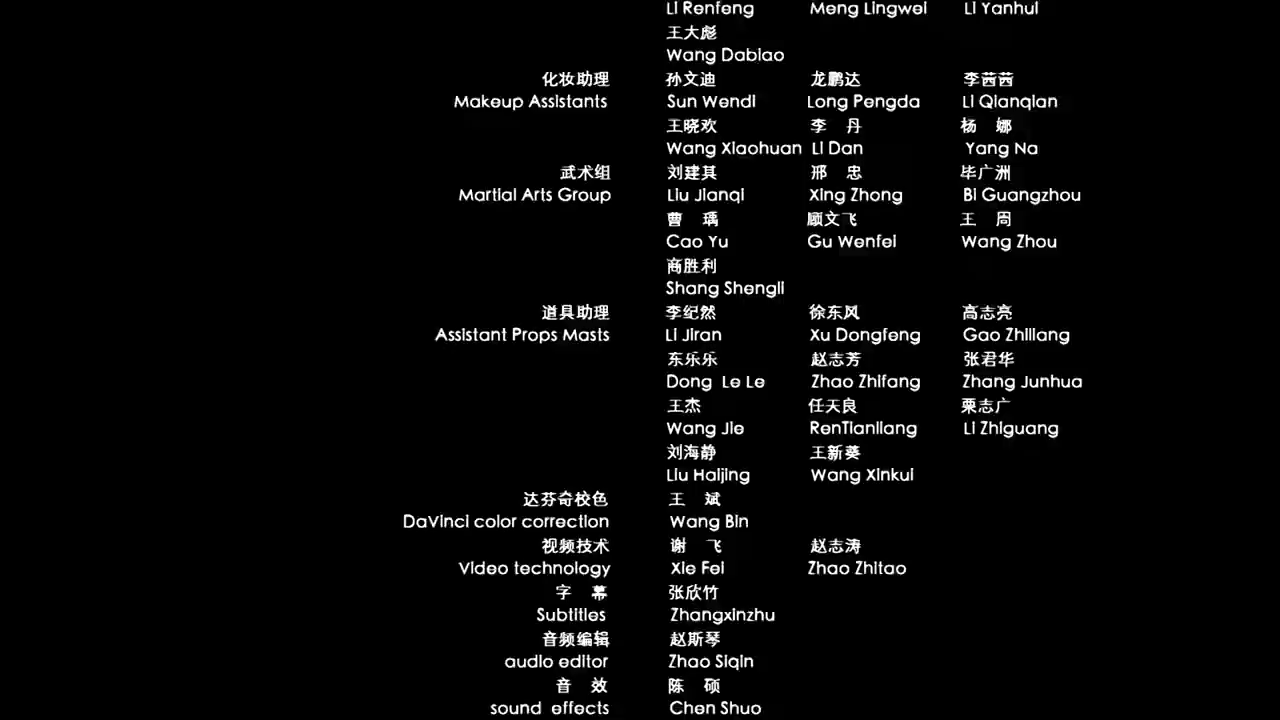 Li Renfeng Meng Lingwei Li Yanhui
王大彪
Wang Dabiao
化妆助理 孙文迪 龙鹏达 李茜茜
Makeup Assistants Sun Wendi Long Pengda Li Qianqian
王晓欢 李 丹 杨 娜
Wang Xiaohuan Li Dan Yang Na
武术组 刘建其 邢 忠 毕广洲
Martial Arts Group Liu Jianqi Xing Zhong Bi Guangzhou
曹 瑀 顾文飞 王 周
Cao Yu Gu Wenfei Wang Zhou
商胜利
Shang Shengli
道具助理 李纪然 徐东风 高志亮
Assistant Props Masts Li Jiran Xu Dongfeng Gao Zhiliang
东乐乐 赵志芳 张君华
Dong Le Le Zhao Zhifang Zhang Junhua
王杰 任天良 栗志广
Wang Jie RenTianliang Li Zhiguang
刘海静 王新葵
Liu Haijing Wang Xinkui
达芬奇校色 王 斌
DaVinci color correction Wang Bin
视频技术 谢 飞 赵志涛
Video technology Xie Fei Zhao Zhitao
字 幕 张欣竹
Subtitles Zhangxinzhu
音频编辑 赵斯琴
audio editor Zhao Siqin
音 效 陈 硕
sound effects Chen Shuo